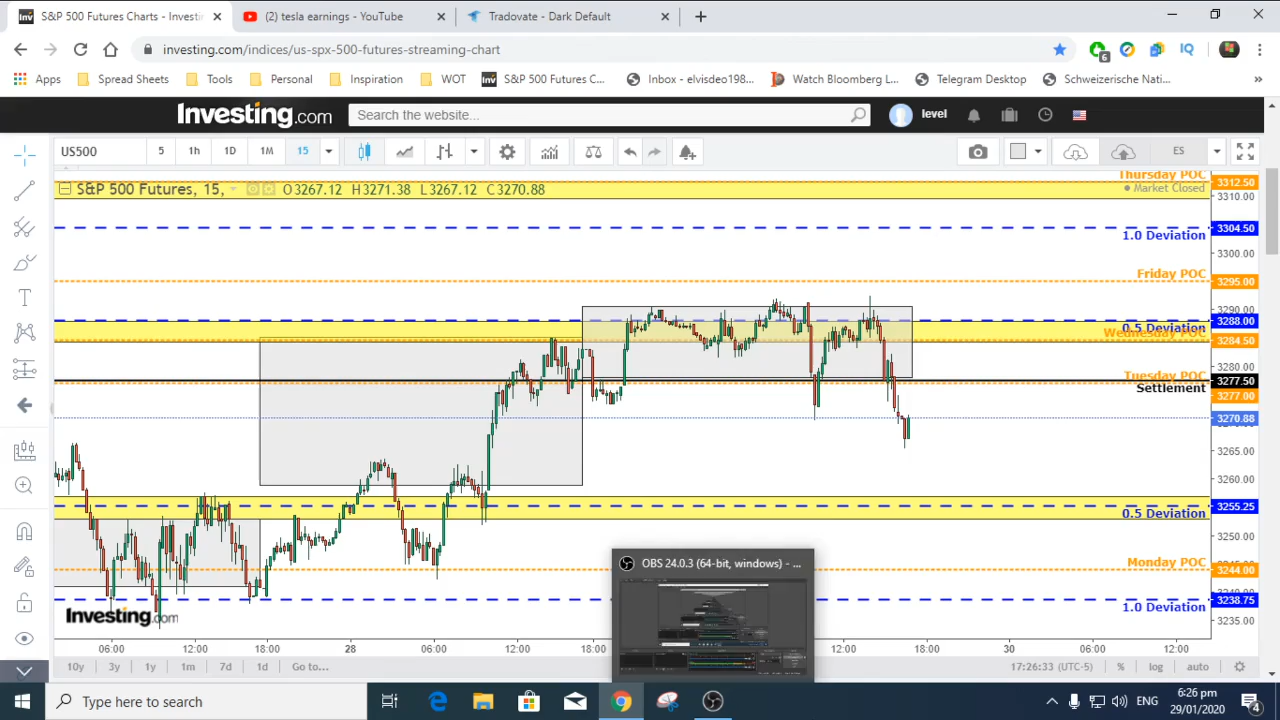 S&P 500 Futures Charts - Investi
(2) tesla earnings - YouTube
Tradovate - Dark Default
investing.com/indices/us-spx-500-futures-streaming-chart
6
IQ
Apps
Spread Sheets
Tools
Personal
Inspiration
WOT
S&P 500 Futures C...
Inbox - elvisdeo198...
Watch Bloomberg L...
Telegram Desktop
Schweizerische Nati...
Investing.com
Search the website...
level
US500
5
1h
1D
1M
15
ES
S&P 500 Futures, 15,
O 3267.12 H 3271.38 L 3267.12 C 3270.88
Thursday POC
3312.50
Market Closed
3310.00
3304.50
1.0 Deviation
3300.00
Friday POC
3295.00
3290.00
3288.00
0.5 Deviation
Wednesday POC
3284.50
3280.00
Tuesday POC
3277.50
Settlement
3277.00
3270.88
3265.00
3260.00
3255.25
0.5 Deviation
3250.00
Monday POC
3244.00
3238.75
1.0 Deviation
3235.00
Investing.com
OBS 24.0.3 (64-bit, windows) - ...
06:00
12:00
18:00
28
06:00
12:00
18:00
12:00
18:00
30
06:00
12:00
3y
1y
1m
7d
1d
Go to...
17:26:33 (UTC-5)
%
log
auto
Type here to search
ENG
6:26 pm
29/01/2020
4